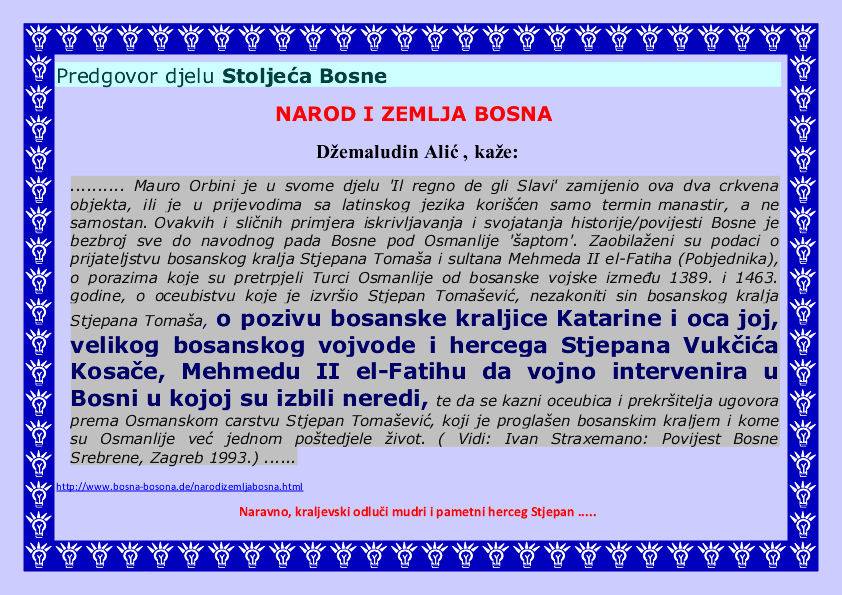 Predgovor djelu Stoljeća Bosne
NAROD I ZEMLJA BOSNA
Džemaludin Alić , kaže:
.......... Mauro Orbini je u svome djelu 'Il regno de gli Slavi' zamijenio ova dva crkvena
objekta, ili je u prijevodima sa latinskog jezika korišćen samo termin manastir, a ne
samostan. Ovakvih i sličnih primjera iskrivljavanja i svojatanja historije/povijesti Bosne je
bezbroj sve do navodnog pada Bosne pod Osmanlije 'šaptom'. Zaobilaženi su podaci o
prijateljstvu bosanskog kralja Stjepana Tomaša i sultana Mehmeda II el-Fatiha (Pobjednika),
o porazima koje su pretrpjeli Turci Osmanlije od bosanske vojske između 1389. i 1463.
godine, o oceubistvu koje je izvršio Stjepan Tomašević, nezakoniti sin bosanskog kralja
Stjepana Tomaša, o pozivu bosanske kraljice Katarine i oca joj,
velikog bosanskog vojvode i hercega Stjepana Vukčića
Kosače, Mehmedu II el-Fatihu da vojno intervenira u
Bosni u kojoj su izbili neredi, te da se kazni oceubica i prekršitelja ugovora
prema Osmanskom carstvu Stjepan Tomašević, koji je proglašen bosanskim kraljem i kome
su Osmanlije već jednom poštedjele život. ( Vidi: Ivan Straxemano: Povijest Bosne
Srebrene, Zagreb 1993.) ......
http://www.bosna-bosona.de/narodizemljabosna.html
Naravno, kraljevski odluči mudri i pametni herceg Stjepan .....